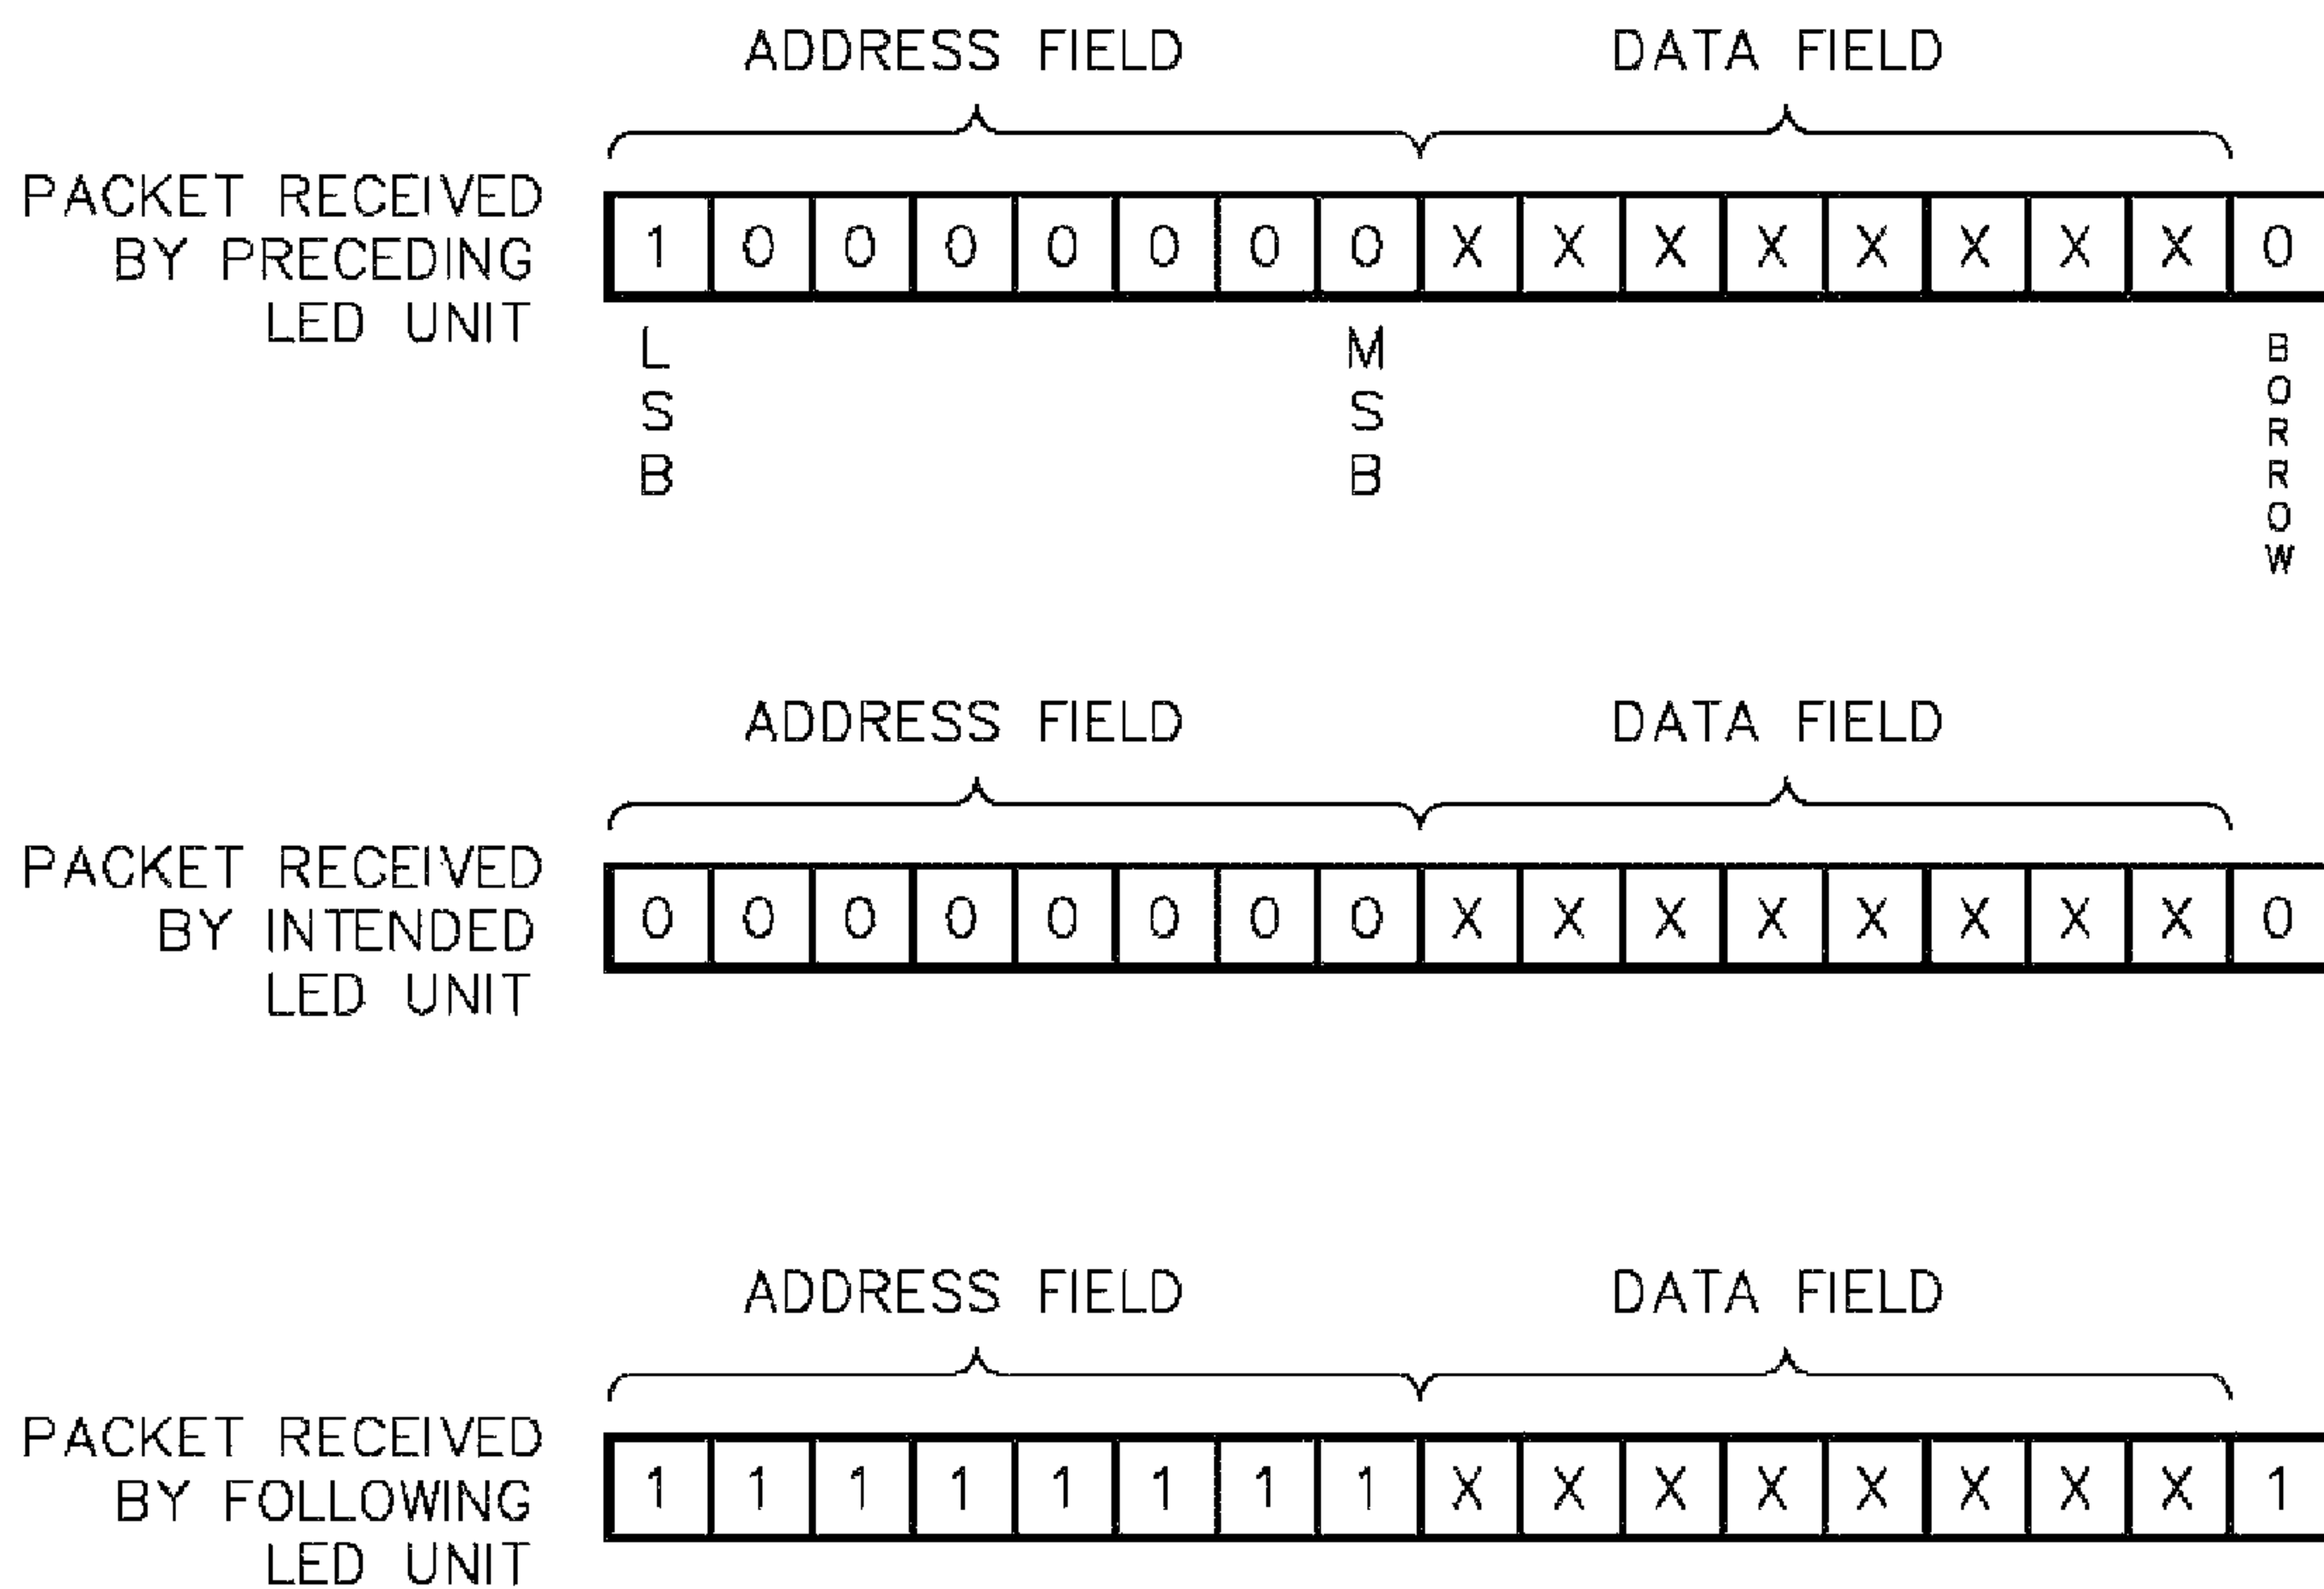 ADDRESS FIELD DATA FIELD
PACKET RECEIVED
BY PRECEDING
LED UNIT
1 0 0 0 0 0 0 0 X X X X X X X X 0
LSB MSB BORROW
ADDRESS FIELD DATA FIELD
PACKET RECEIVED
BY INTENDED
LED UNIT
0 0 0 0 0 0 0 0 X X X X X X X X 0
ADDRESS FIELD DATA FIELD
PACKET RECEIVED
BY FOLLOWING
LED UNIT
1 1 1 1 1 1 1 1 X X X X X X X X 1